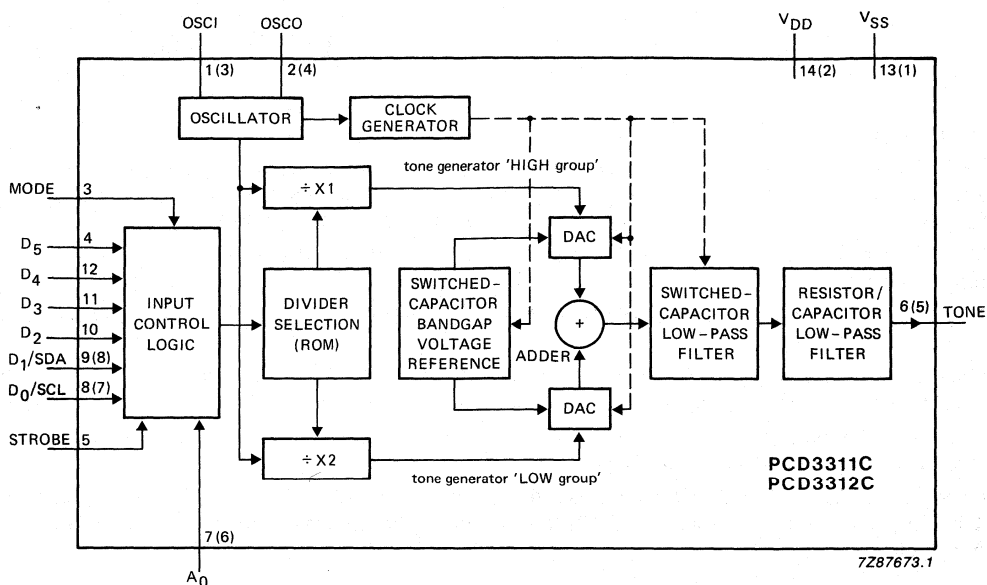 OSCI
OSCO
VDD
VSS
1 (3)
2 (4)
14 (2)
13 (1)
OSCILLATOR
CLOCK
GENERATOR
tone generator 'HIGH group'
MODE
3
÷ X1
DAC
D5
4
D4
12
D3
11
D2
10
D1/SDA
9 (8)
D0/SCL
8 (7)
STROBE
5
INPUT
CONTROL
LOGIC
DIVIDER
SELECTION
(ROM)
SWITCHED–
CAPACITOR
BANDGAP
VOLTAGE
REFERENCE
+
ADDER
SWITCHED–
CAPACITOR
LOW–PASS
FILTER
RESISTOR/
CAPACITOR
LOW–PASS
FILTER
6 (5)
TONE
DAC
÷ X2
tone generator 'LOW group'
PCD3311C
PCD3312C
7 (6)
A0
7Z87673.1